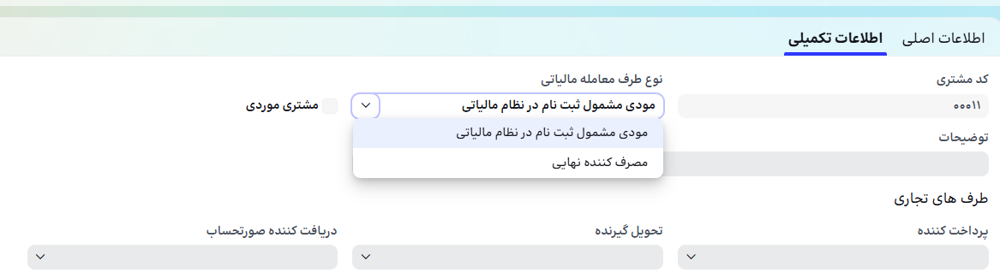 اطلاعات اصلی
اطلاعات تکمیلی
کد مشتری
نوع طرف معامله مالیاتی
۰۰۰۱۱
مودی مشمول ثبت نام در نظام مالیاتی
مشتری موردی
مودی مشمول ثبت نام در نظام مالیاتی
توضیحات
مصرف کننده نهایی
طرف های تجاری
پرداخت کننده
تحویل گیرنده
دریافت کننده صورتحساب